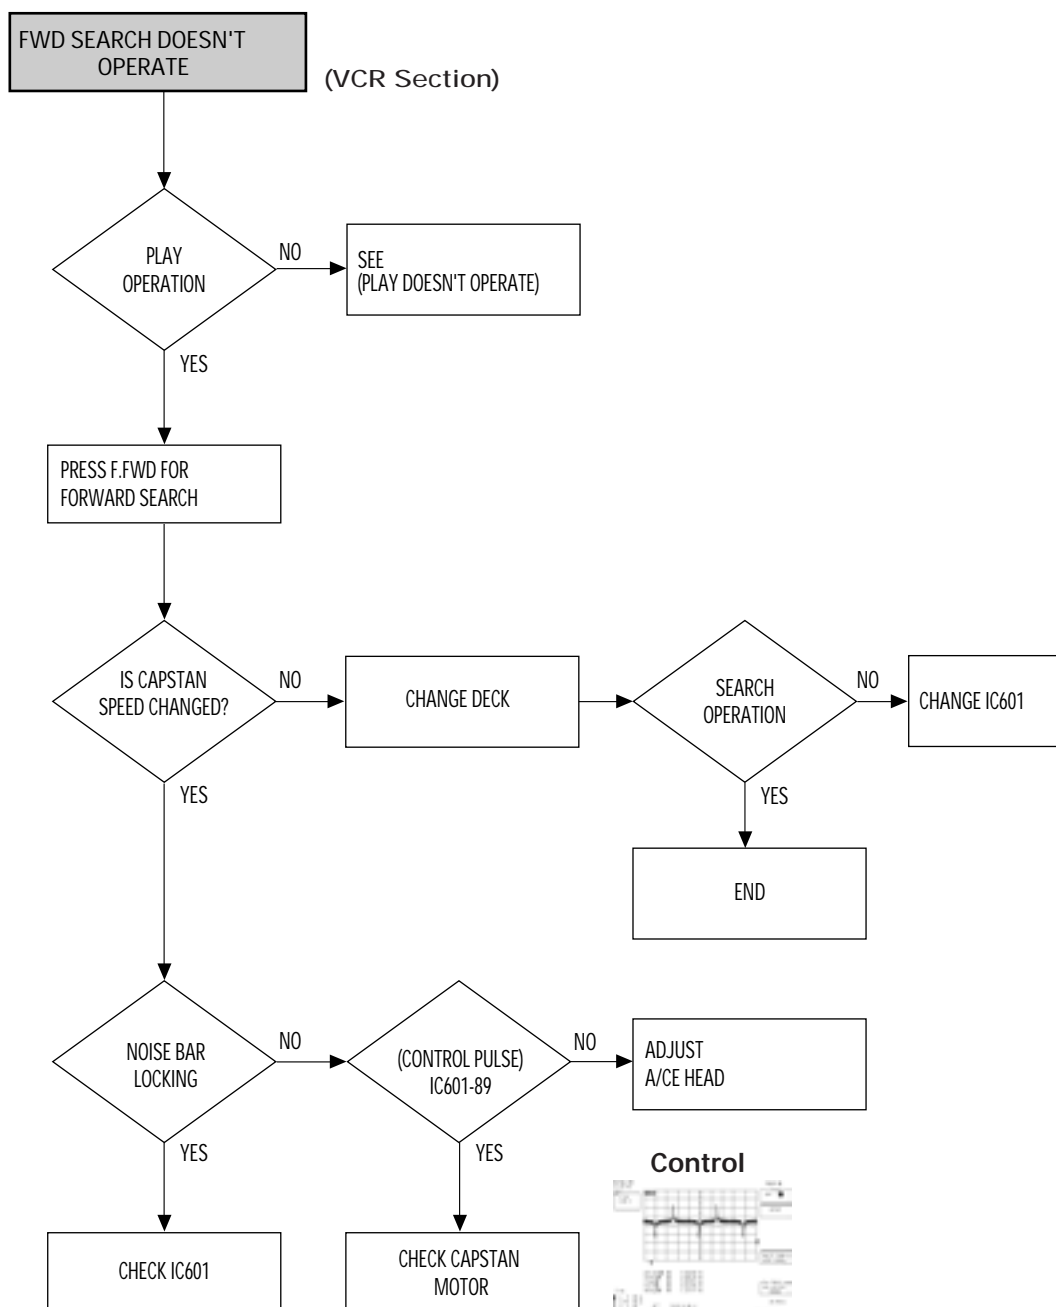 FWD SEARCH DOESN'T
OPERATE
(VCR Section)
PLAY
OPERATION
NO
SEE
(PLAY DOESN'T OPERATE)
YES
PRESS F.FWD FOR
FORWARD SEARCH
IS CAPSTAN
SPEED CHANGED?
NO
CHANGE DECK
SEARCH
OPERATION
NO
CHANGE IC601
YES
YES
END
NOISE BAR
LOCKING
NO
(CONTROL PULSE)
IC601-89
NO
ADJUST
A/CE HEAD
YES
YES
Control
CHECK IC601
CHECK CAPSTAN
MOTOR